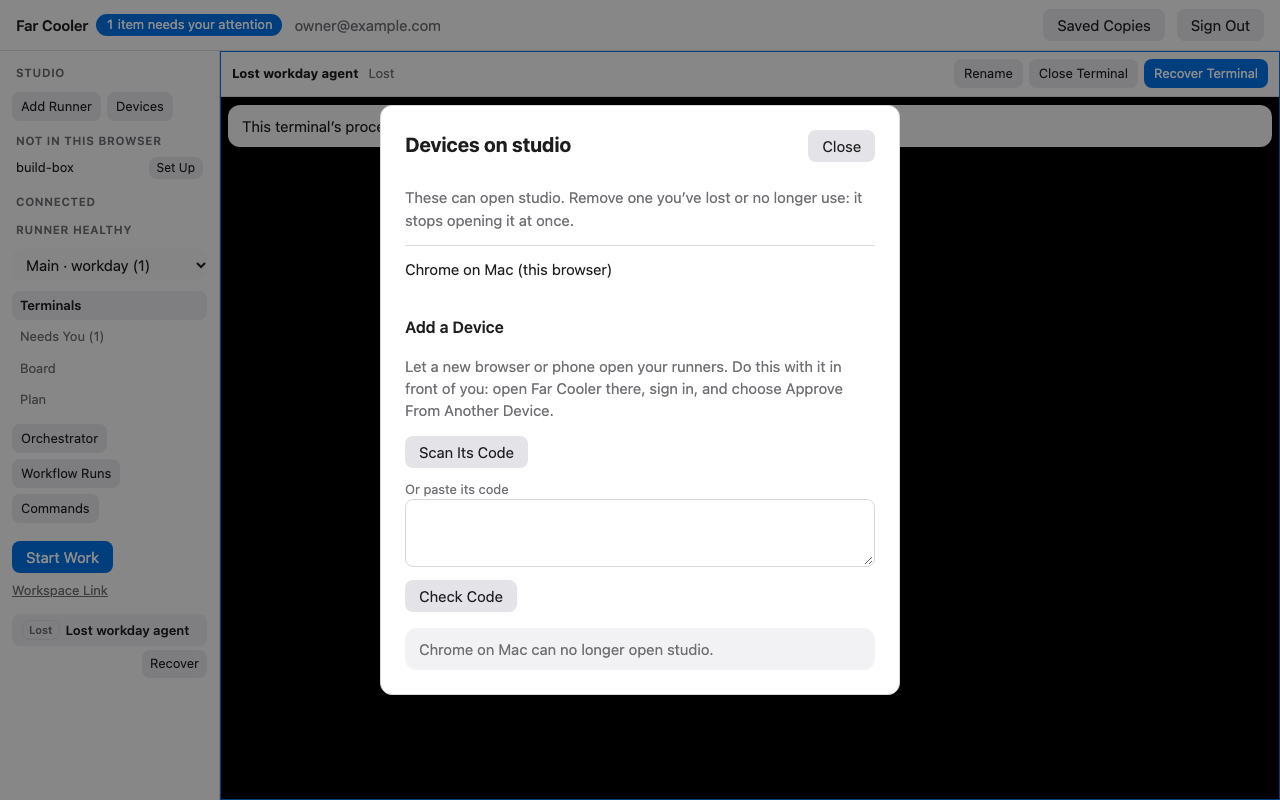 Far Cooler
1 item needs your attention
owner@example.com
Saved Copies
Sign Out
STUDIO
Add Runner
Devices
NOT IN THIS BROWSER
build-box
Set Up
CONNECTED
RUNNER HEALTHY
Main · workday (1)
Terminals
Needs You (1)
Board
Plan
Orchestrator
Workflow Runs
Commands
Start Work
Workspace Link
Lost
Lost workday agent
Recover
Lost workday agent
Lost
Rename
Close Terminal
Recover Terminal
This terminal’s
Devices on studio
Close
These can open studio. Remove one you’ve lost or no longer use: it
stops opening it at once.
Chrome on Mac (this browser)
Add a Device
Let a new browser or phone open your runners. Do this with it in
front of you: open Far Cooler there, sign in, and choose Approve
From Another Device.
Scan Its Code
Or paste its code
Check Code
Chrome on Mac can no longer open studio.